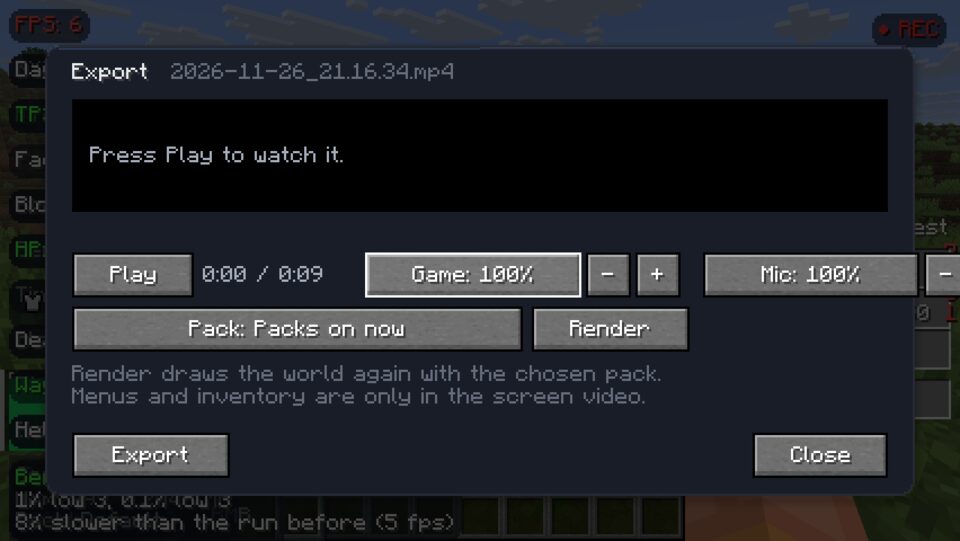 FPS: 6
● REC
Export 2026-11-26_21.16.34.mp4
TP
Press Play to watch it.
Blo
est
Play 0:00 / 0:09 Game: 100% - + Mic: 100% -
Pack: Packs on now Render
Render draws the world again with the chosen pack.
Menus and inventory are only in the screen video.
Export Close
1% low 3, 0.1% low 3
8% slower than the run before (5 fps)